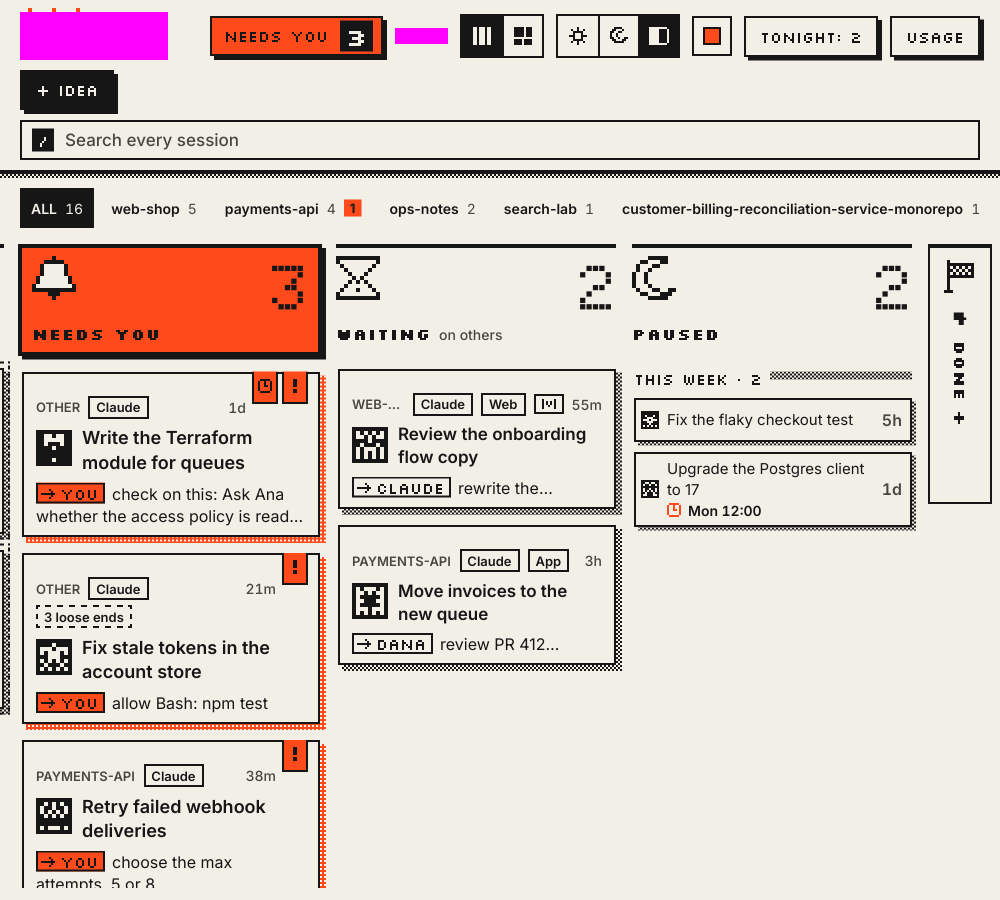 NEEDS YOU 3
TONIGHT: 2
USAGE
+ IDEA
/ Search every session
ALL 16
web-shop 5
payments-api 4 1
ops-notes 2
search-lab 1
customer-billing-reconciliation-service-monorepo 1
3
NEEDS YOU
OTHER Claude 1d !
Write the Terraform
module for queues
→ YOU check on this: Ask Ana
whether the access policy is read...
OTHER Claude 21m !
3 loose ends
Fix stale tokens in the
account store
→ YOU allow Bash: npm test
PAYMENTS-API Claude 38m !
Retry failed webhook
deliveries
→ YOU choose the max
attempts, 5 or 8
2
WAITING on others
WEB-... Claude Web 55m
Review the onboarding
flow copy
→ CLAUDE rewrite the...
PAYMENTS-API Claude App 3h
Move invoices to the
new queue
→ DANA review PR 412...
2
PAUSED
THIS WEEK · 2
Fix the flaky checkout test 5h
Upgrade the Postgres client
to 17 1d
Mon 12:00
4 DONE +